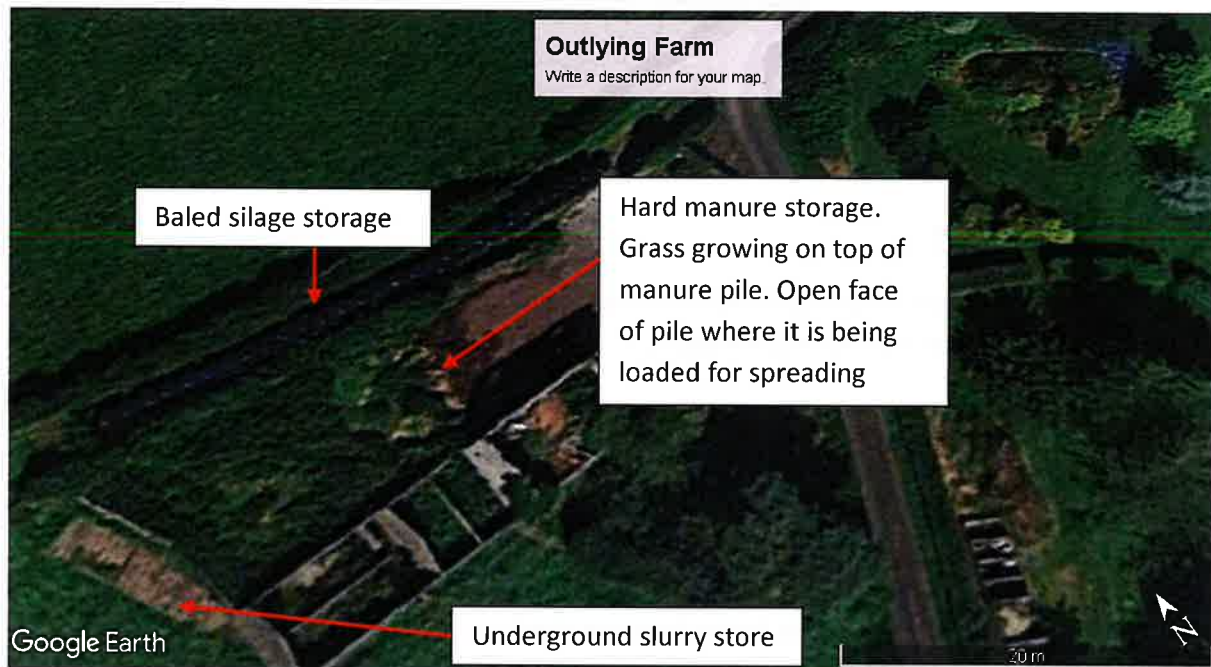 Outlying Farm
Write a description for your map.
Baled silage storage
Hard manure storage.
Grass growing on top of
manure pile. Open face
of pile where it is being
loaded for spreading
Underground slurry store
Google Earth
N
20 m